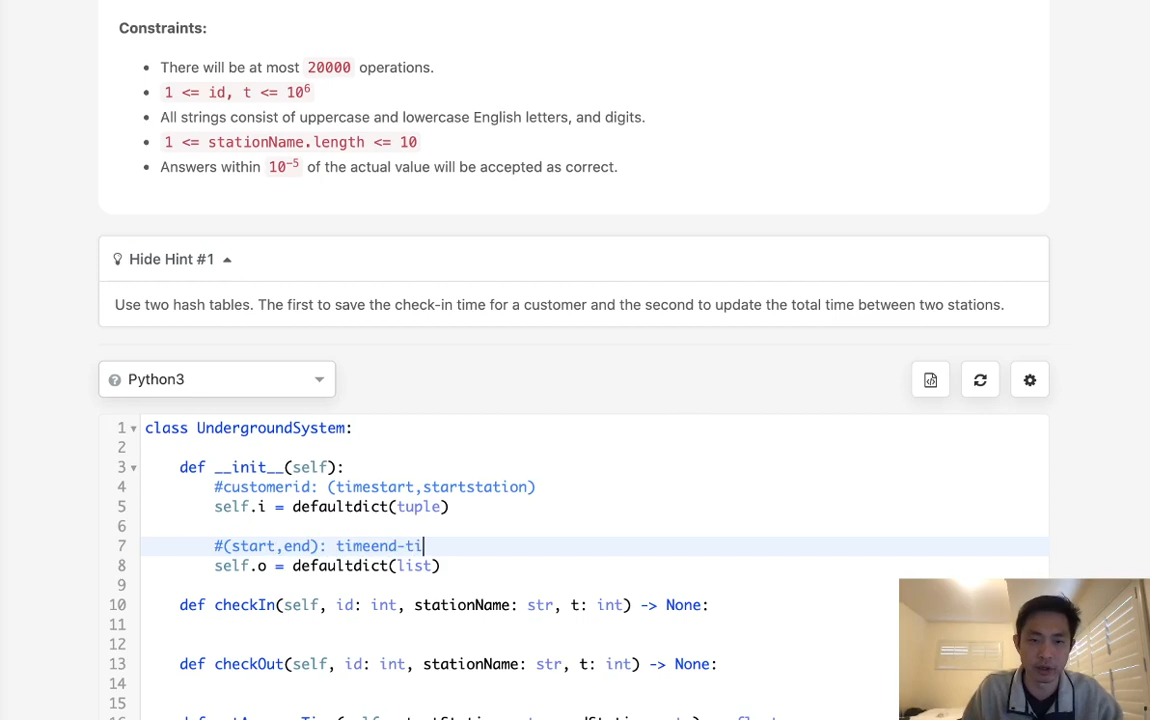 Constraints:
There will be at most 20000 operations.
1 <= id, t <= 10⁶
All strings consist of uppercase and lowercase English letters, and digits.
1 <= stationName.length <= 10
Answers within 10⁻⁵ of the actual value will be accepted as correct.
Hide Hint #1
Use two hash tables. The first to save the check-in time for a customer and the second to update the total time between two stations.
Python3
1 class UndergroundSystem:
2
3 def __init__(self):
4 #customerid: (timestart,startstation)
5 self.i = defaultdict(tuple)
6
7 #(start,end): timeend-ti
8 self.o = defaultdict(list)
9
10 def checkIn(self, id: int, stationName: str, t: int) -> None:
11
12
13 def checkOut(self, id: int, stationName: str, t: int) -> None:
14
15